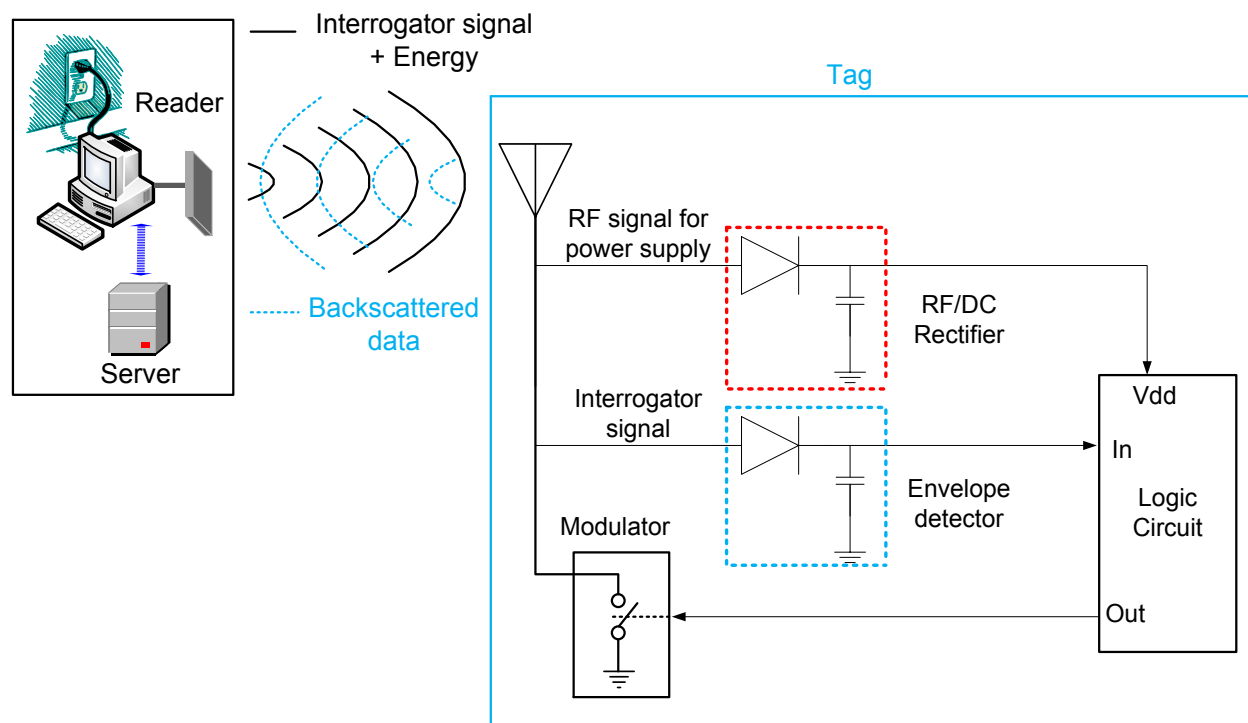 Interrogator signal
+ Energy
Reader
Server
Backscattered
data
Tag
RF signal for
power supply
RF/DC
Rectifier
Interrogator
signal
Envelope
detector
Modulator
Vdd
In
Logic
Circuit
Out